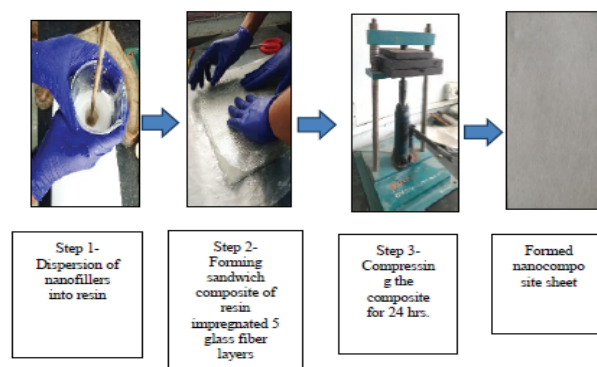 Step 1-
Dispersion of
nanofillers
into resin
Step 2-
Forming
sandwich
composite of
resin
impregnated 5
glass fiber
layers
Step 3-
Compressin
g the
composite
for 24 hrs.
Formed
nanocompo
site sheet